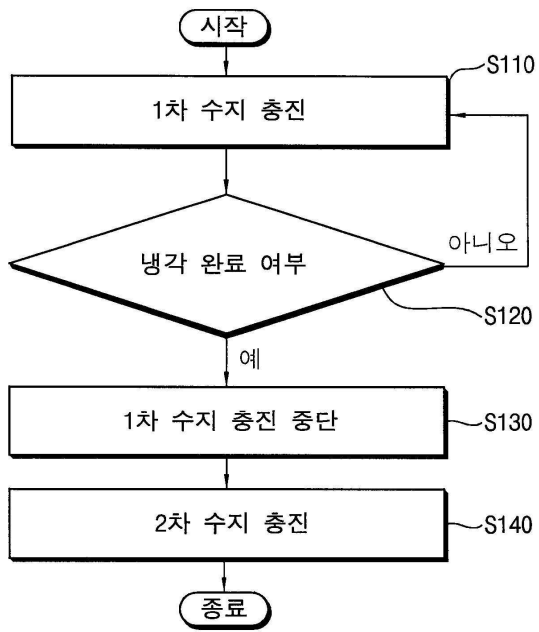 시작
S110
1차 수지 충진
아니오
냉각 완료 여부
S120
예
1차 수지 충진 중단
S130
2차 수지 충진
S140
종료